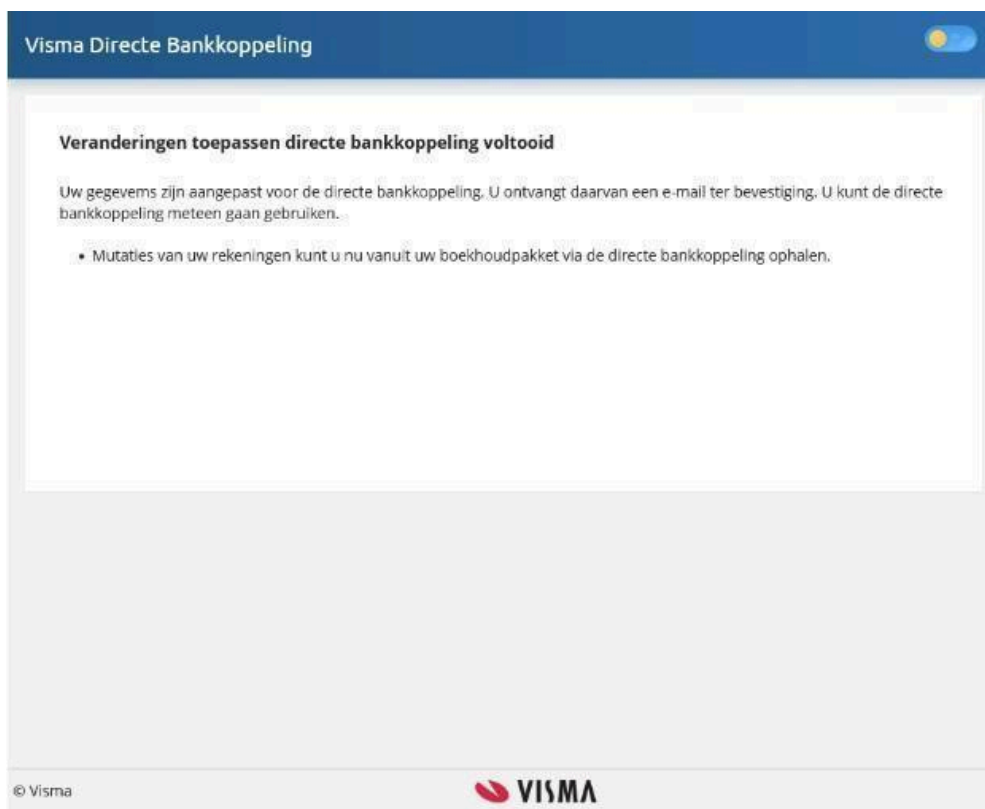 Visma Directe Bankkoppeling
Veranderingen toepassen directe bankkoppeling voltooid
Uw gegevems zijn aangepast voor de directe bankkoppeling. U ontvangt daarvan een e-mail ter bevestiging. U kunt de directe
bankkoppeling meteen gaan gebruiken.
• Mutaties van uw rekeningen kunt u nu vanuit uw boekhoudpakket via de directe bankkoppeling ophalen.
© Visma
VISMA